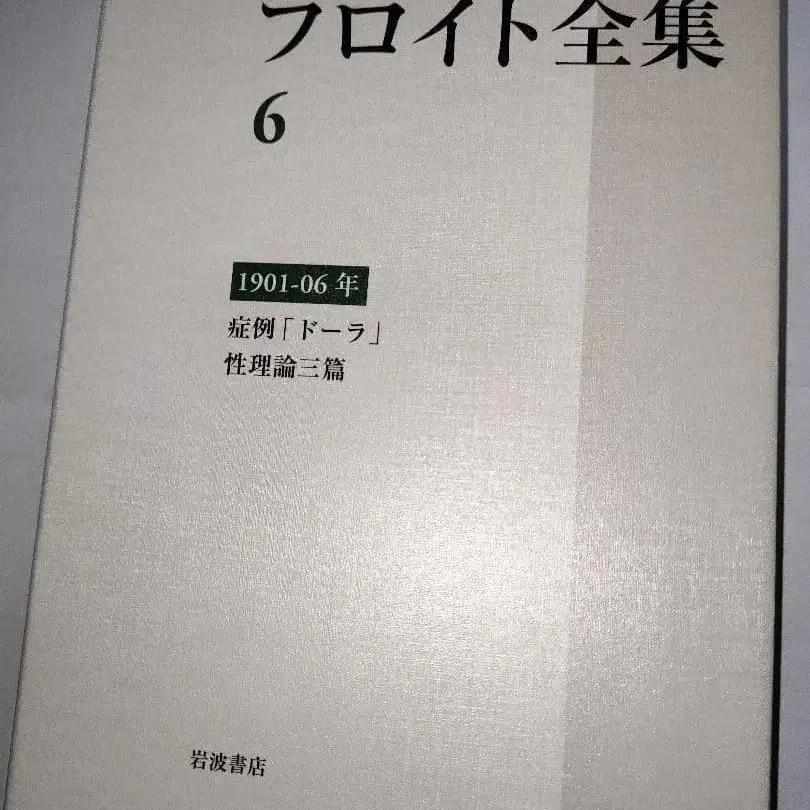 フロイト全集
6
1901-06 年
症例「ドーラ」
性理論三篇
岩波書店